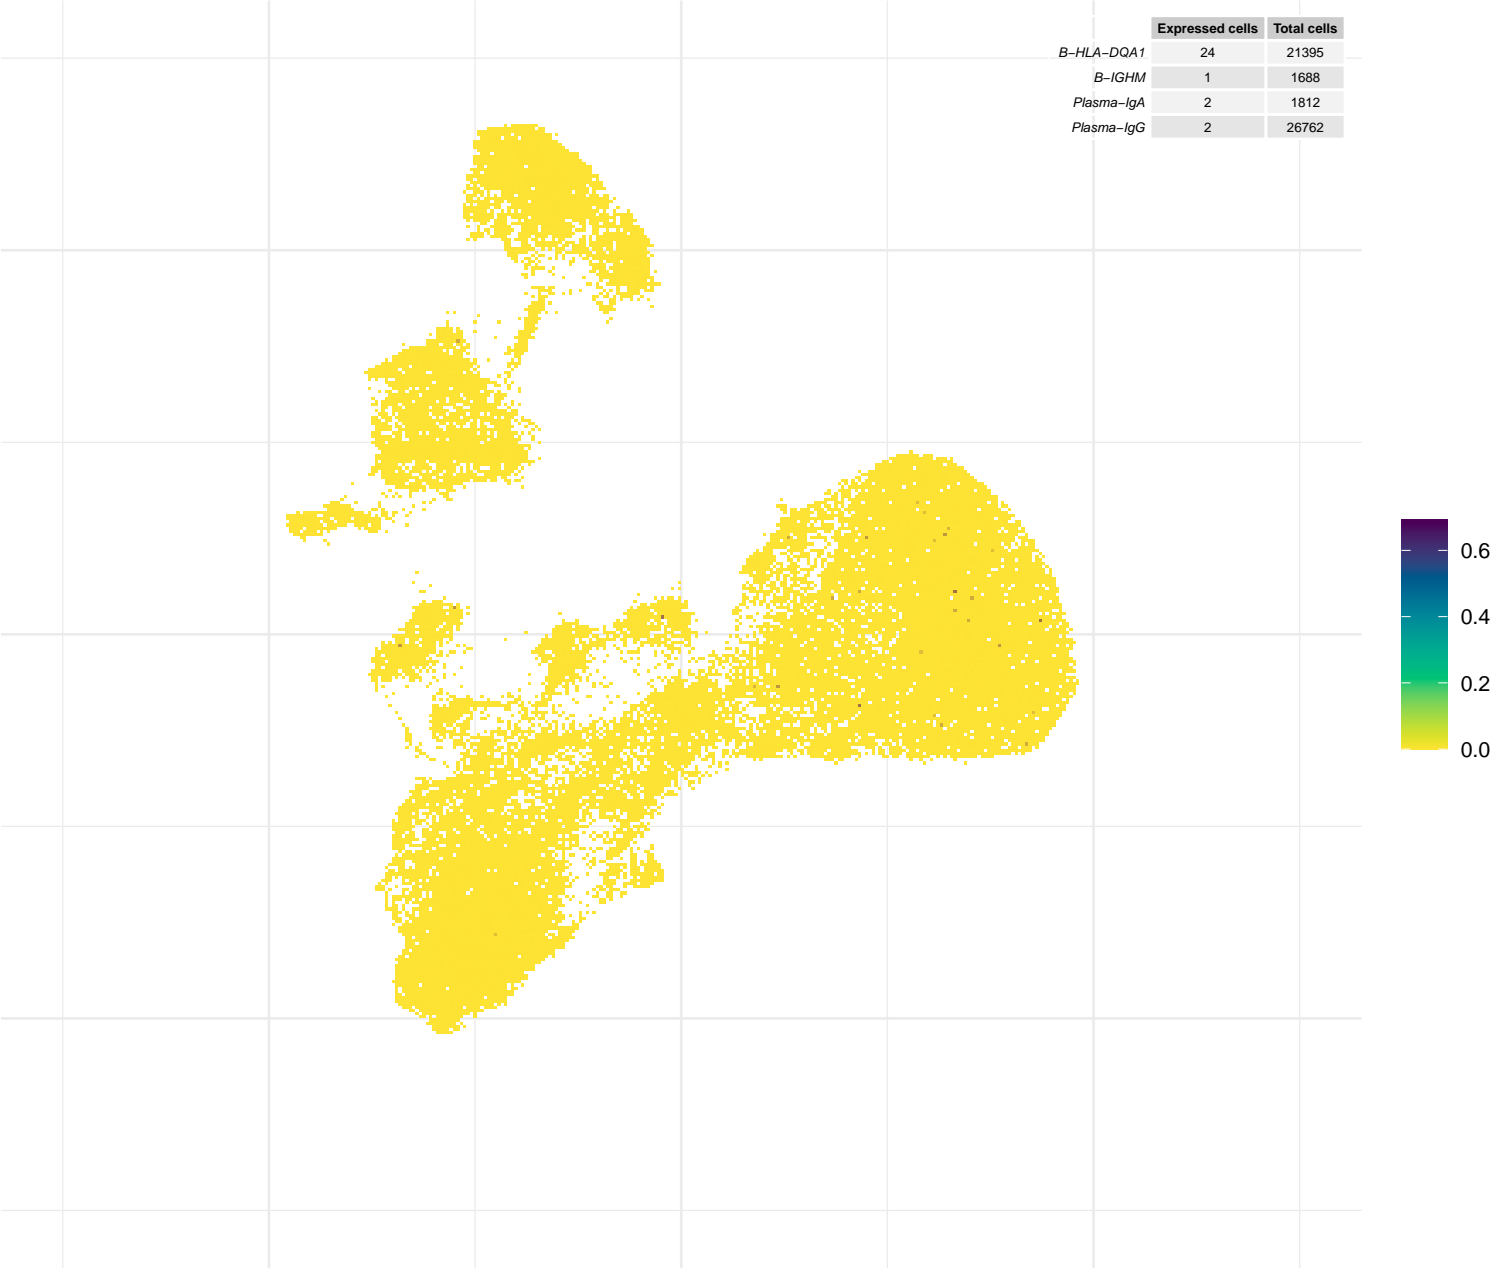 Expressed cells Total cells
B−HLA−DQA1 24 21395
B−IGHM 1 1688
Plasma−IgA 2 1812
Plasma−IgG 2 26762
0.6
0.4
0.2
0.0